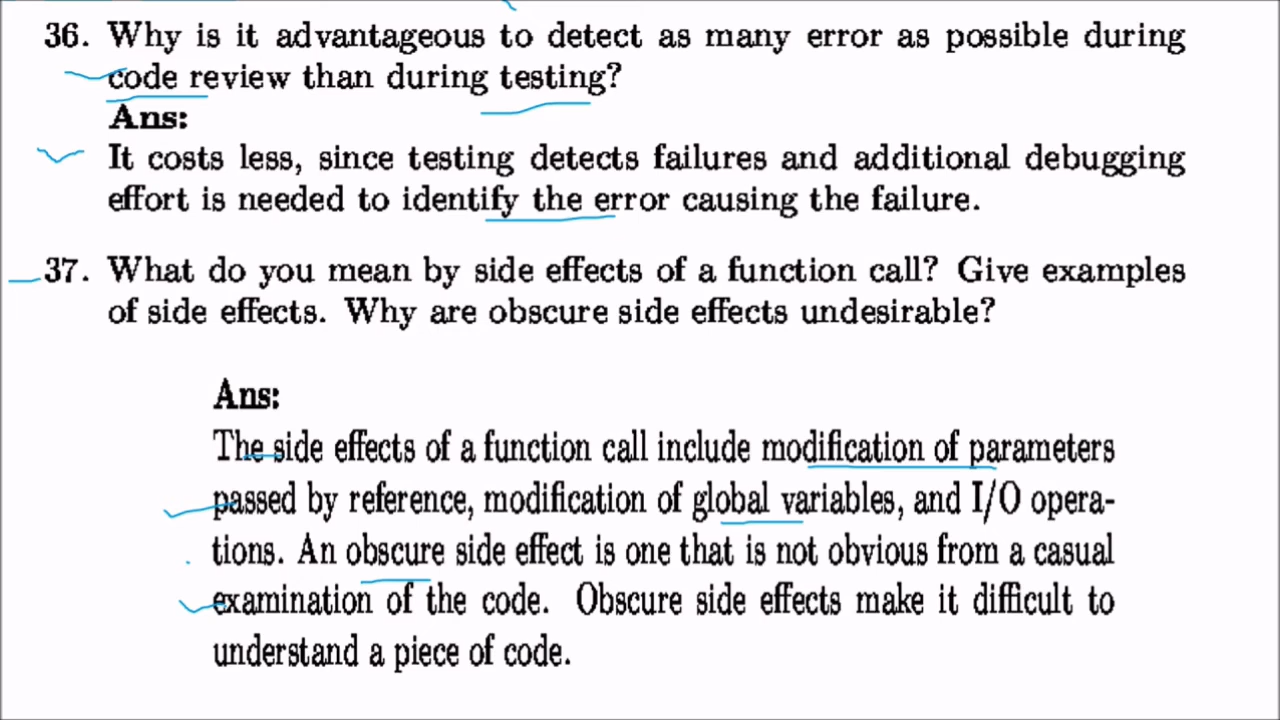 36. Why is it advantageous to detect as many error as possible during
code review than during testing?
Ans:
It costs less, since testing detects failures and additional debugging
effort is needed to identify the error causing the failure.
37. What do you mean by side effects of a function call? Give examples
of side effects. Why are obscure side effects undesirable?
Ans:
The side effects of a function call include modification of parameters
passed by reference, modification of global variables, and I/O opera-
tions. An obscure side effect is one that is not obvious from a casual
examination of the code. Obscure side effects make it difficult to
understand a piece of code.